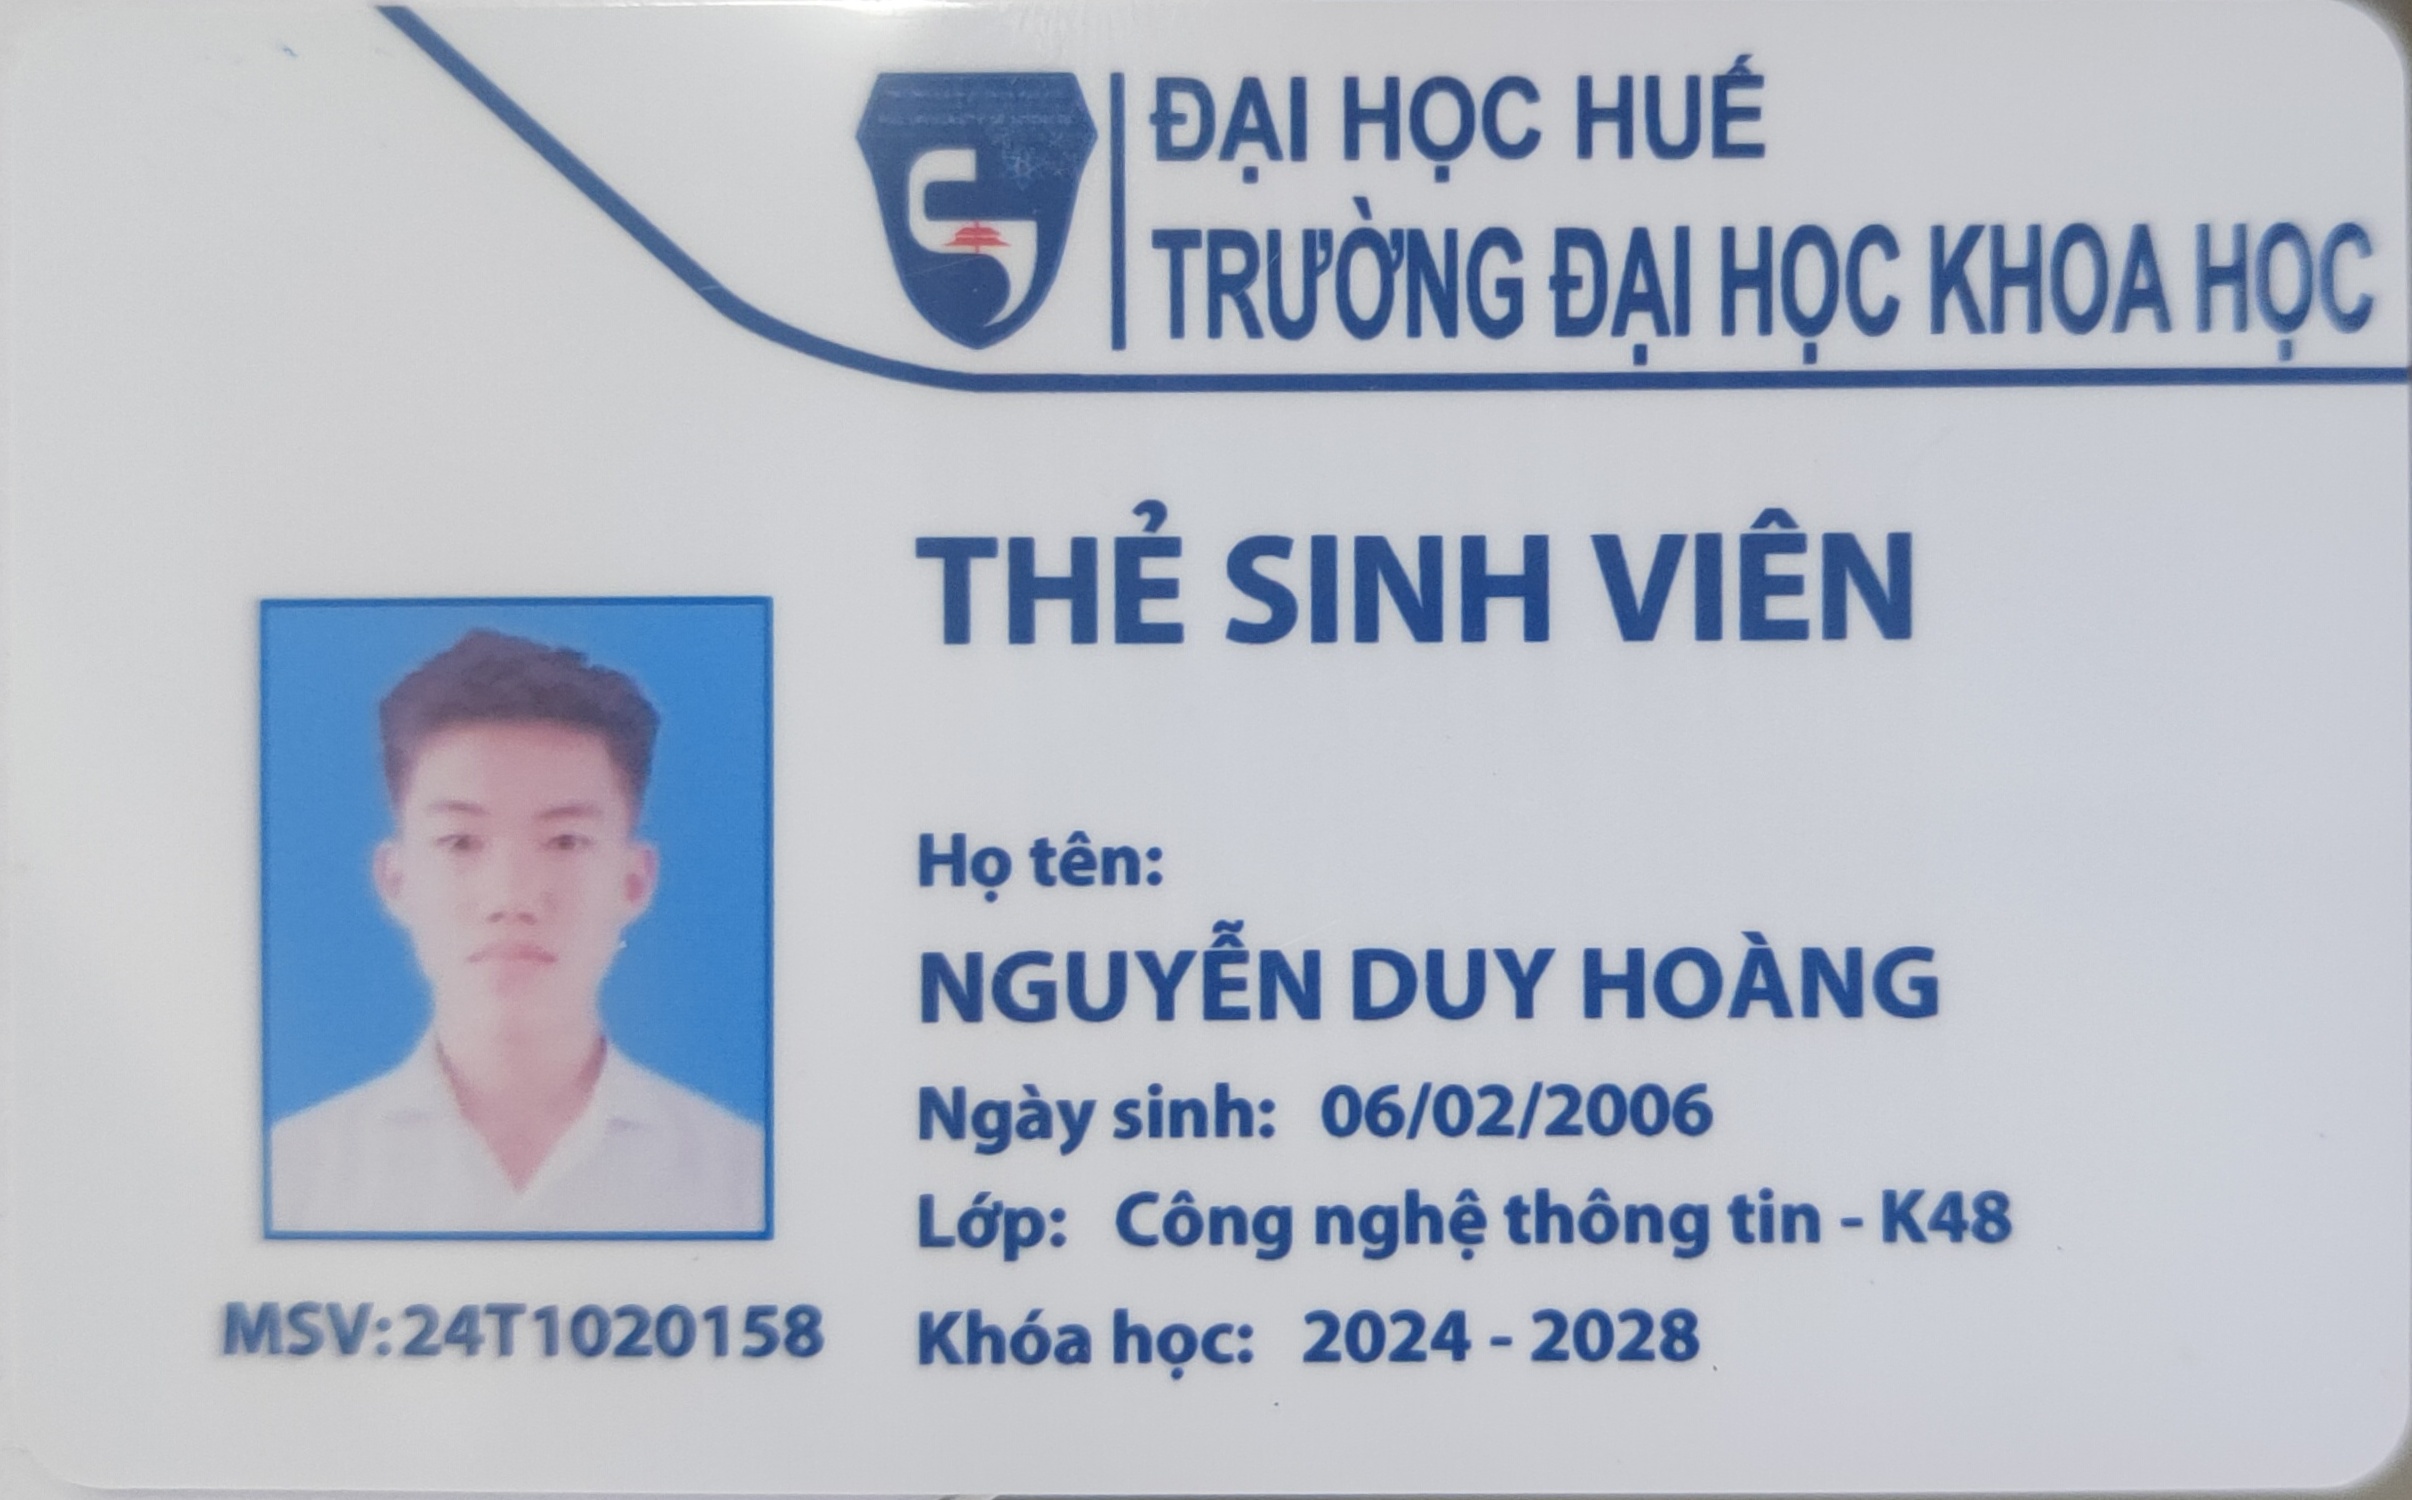 ĐẠI HỌC HUẾ
TRƯỜNG ĐẠI HỌC KHOA HỌC
THẺ SINH VIÊN
Họ tên:
NGUYỄN DUY HOÀNG
Ngày sinh: 06/02/2006
Lớp: Công nghệ thông tin - K48
Khóa học: 2024 - 2028
MSV:24T1020158